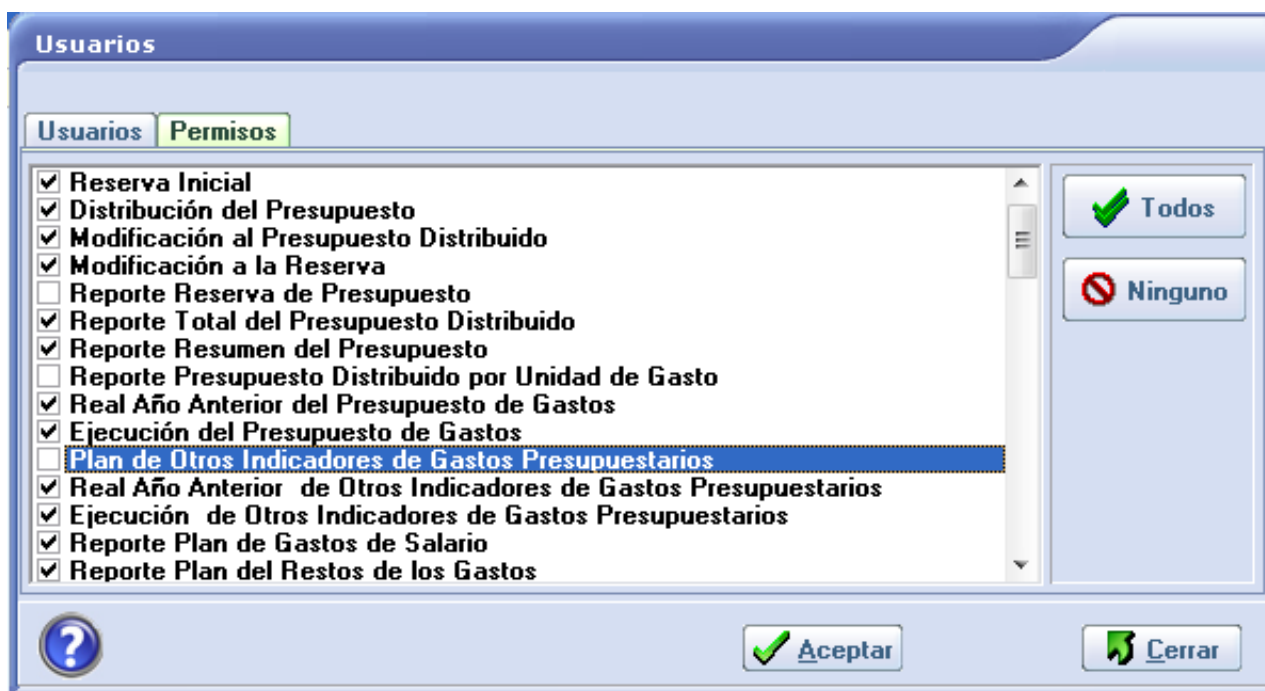 Usuarios
Usuarios Permisos
Reserva Inicial
Distribución del Presupuesto
Modificación al Presupuesto Distribuido
Modificación a la Reserva
Reporte Reserva de Presupuesto
Reporte Total del Presupuesto Distribuido
Reporte Resumen del Presupuesto
Reporte Presupuesto Distribuido por Unidad de Gasto
Real Año Anterior del Presupuesto de Gastos
Ejecución del Presupuesto de Gastos
Plan de Otros Indicadores de Gastos Presupuestarios
Real Año Anterior  de Otros Indicadores de Gastos Presupuestarios
Ejecución  de Otros Indicadores de Gastos Presupuestarios
Reporte Plan de Gastos de Salario
Reporte Plan del Restos de los Gastos
Todos
Ninguno
? Aceptar Cerrar